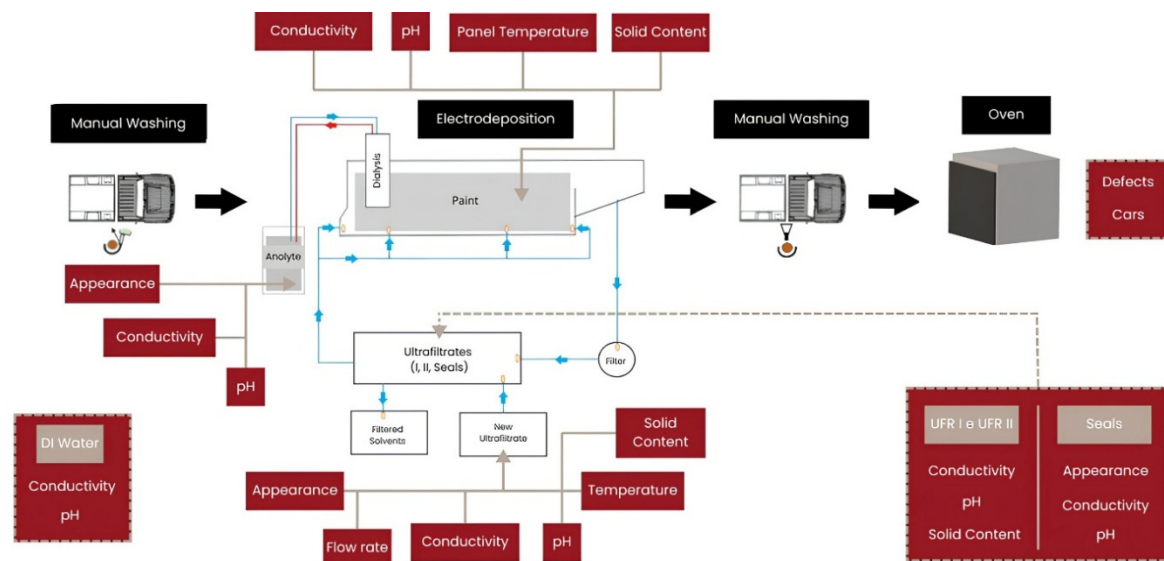 Conductivity
pH
Panel Temperature
Solid Content
Manual Washing
Electrodeposition
Manual Washing
Oven
Dialysis
Paint
Defects
Cars
Anolyte
Appearance
Conductivity
pH
Ultrafiltrates
(I, II, Seals)
Filter
Filtered
Solvents
New
Ultrafiltrate
Solid
Content
Appearance
Temperature
Flow rate
Conductivity
pH
DI Water
Conductivity
pH
UFR I e UFR II
Conductivity
pH
Solid Content
Seals
Appearance
Conductivity
pH